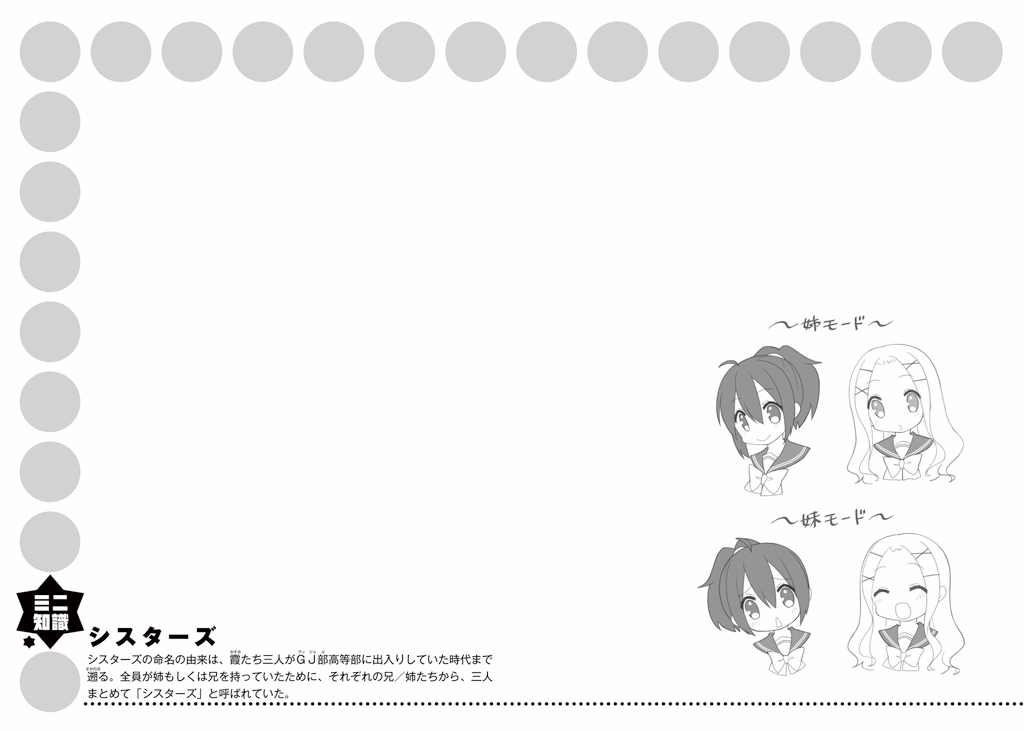 〜姉モード〜
〜妹モード〜
ミニ
知識
シスターズ
シスターズの命名の由来は、霞たち三人がＧＪ部高等部に出入りしていた時代まで
遡る。全員が姉もしくは兄を持っていたために、それぞれの兄／姉たちから、三人
まとめて「シスターズ」と呼ばれていた。